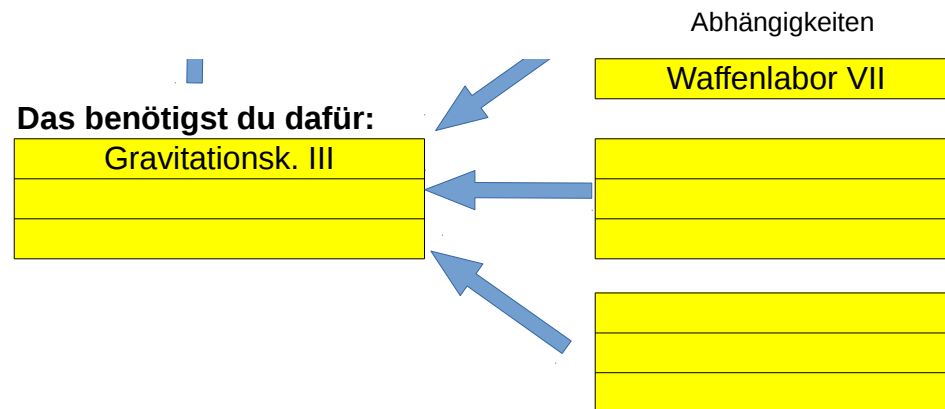 Abhängigkeiten
Waffenlabor VII
Das benötigst du dafür:
Gravitationsk. III